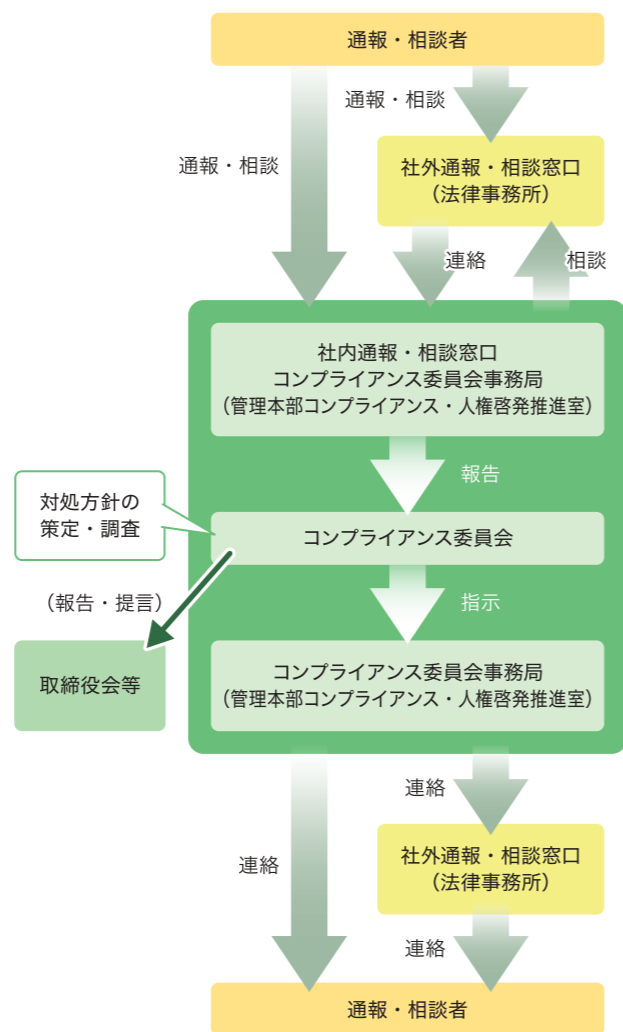 通報・相談者
通報・相談
通報・相談
社外通報・相談窓口
（法律事務所）
連絡
相談
社内通報・相談窓口
コンプライアンス委員会事務局
（管理本部コンプライアンス・人権啓発推進室）
報告
対処方針の
策定・調査
コンプライアンス委員会
（報告・提言）
指示
取締役会等
コンプライアンス委員会事務局
（管理本部コンプライアンス・人権啓発推進室）
連絡
社外通報・相談窓口
（法律事務所）
連絡
連絡
通報・相談者